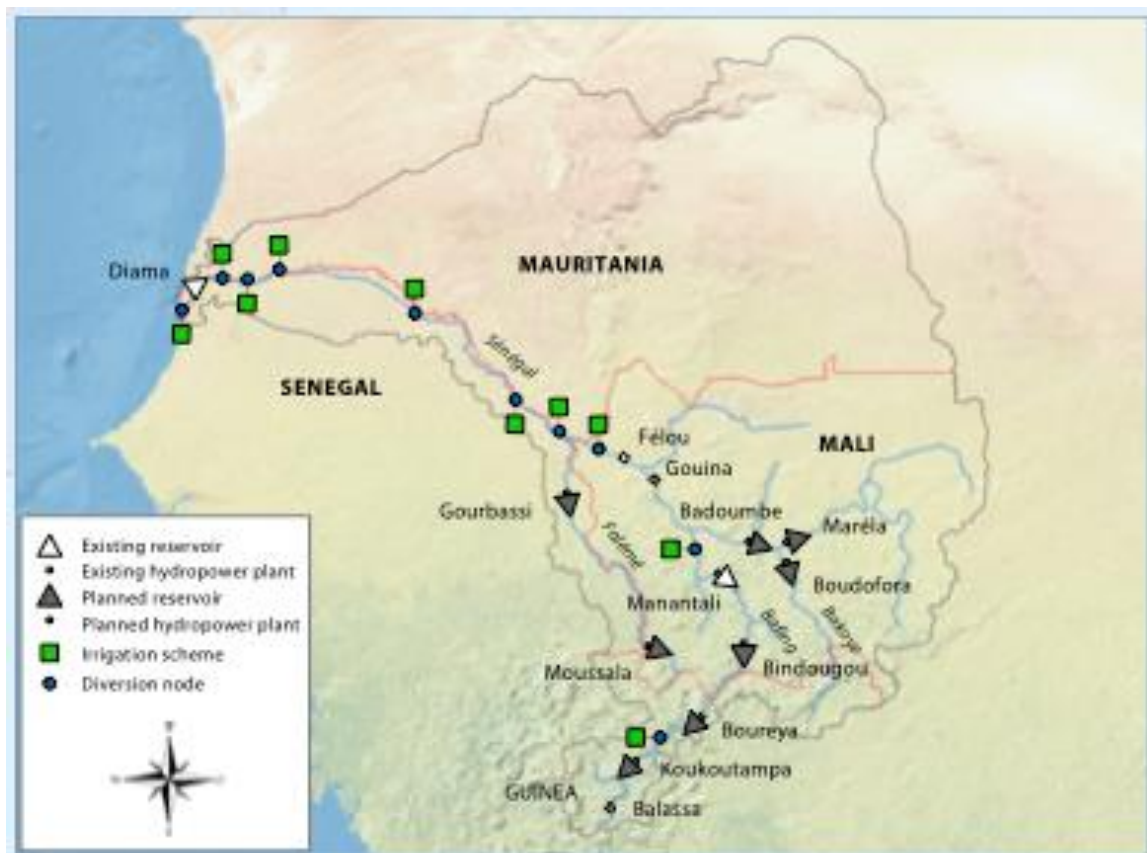 MAURITANIA
Diama
Sénégal
SENEGAL
Félou
MALI
Gouina
Gourbassi
Badoumbe
Maréla
Falémé
Boudofora
Manantali
Bafing
Bakoye
Moussala
Bindougou
Boureya
Koukoutampa
GUINEA
Balassa
Existing reservoir
Existing hydropower plant
Planned reservoir
Planned hydropower plant
Irrigation scheme
Diversion node